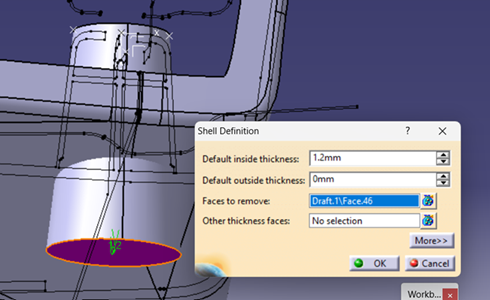 Shell Definition ? ×
Default inside thickness: 1.2mm
Default outside thickness: 0mm
Faces to remove: Draft.1\Face.46
Other thickness faces: No selection
More>>
OK Cancel
Workb... ×